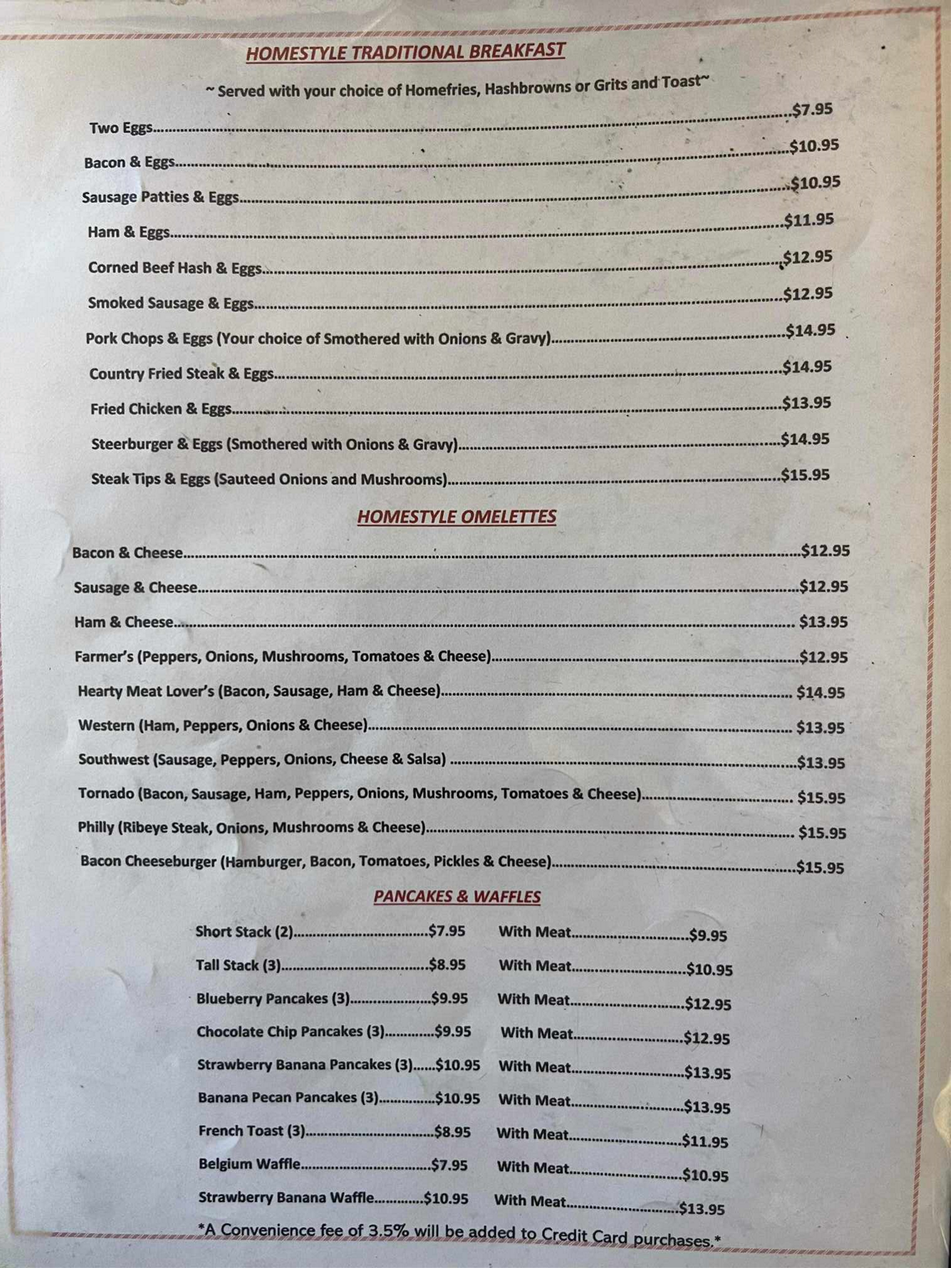 HOMESTYLE TRADITIONAL BREAKFAST
~ Served with your choice of Homefries, Hashbrowns or Grits and Toast~
Two Eggs..........$7.95
Bacon & Eggs..........$10.95
Sausage Patties & Eggs..........$10.95
Ham & Eggs..........$11.95
Corned Beef Hash & Eggs..........$12.95
Smoked Sausage & Eggs..........$12.95
Pork Chops & Eggs (Your choice of Smothered with Onions & Gravy)..........$14.95
Country Fried Steak & Eggs..........$14.95
Fried Chicken & Eggs..........$13.95
Steerburger & Eggs (Smothered with Onions & Gravy)..........$14.95
Steak Tips & Eggs (Sauteed Onions and Mushrooms)..........$15.95
HOMESTYLE OMELETTES
Bacon & Cheese..........$12.95
Sausage & Cheese..........$12.95
Ham & Cheese.......... $13.95
Farmer's (Peppers, Onions, Mushrooms, Tomatoes & Cheese)..........$12.95
Hearty Meat Lover's (Bacon, Sausage, Ham & Cheese).......... $14.95
Western (Ham, Peppers, Onions & Cheese).......... $13.95
Southwest (Sausage, Peppers, Onions, Cheese & Salsa) ..........$13.95
Tornado (Bacon, Sausage, Ham, Peppers, Onions, Mushrooms, Tomatoes & Cheese).......... $15.95
Philly (Ribeye Steak, Onions, Mushrooms & Cheese).......... $15.95
Bacon Cheeseburger (Hamburger, Bacon, Tomatoes, Pickles & Cheese)..........$15.95
PANCAKES & WAFFLES
Short Stack (2)..........$7.95 With Meat..........$9.95
Tall Stack (3)..........$8.95 With Meat..........$10.95
Blueberry Pancakes (3)..........$9.95 With Meat..........$12.95
Chocolate Chip Pancakes (3)..........$9.95 With Meat..........$12.95
Strawberry Banana Pancakes (3)......$10.95 With Meat..........$13.95
Banana Pecan Pancakes (3)..........$10.95 With Meat..........$13.95
French Toast (3)..........$8.95 With Meat..........$11.95
Belgium Waffle..........$7.95 With Meat..........$10.95
Strawberry Banana Waffle..........$10.95 With Meat..........$13.95
*A Convenience fee of 3.5% will be added to Credit Card purchases.*